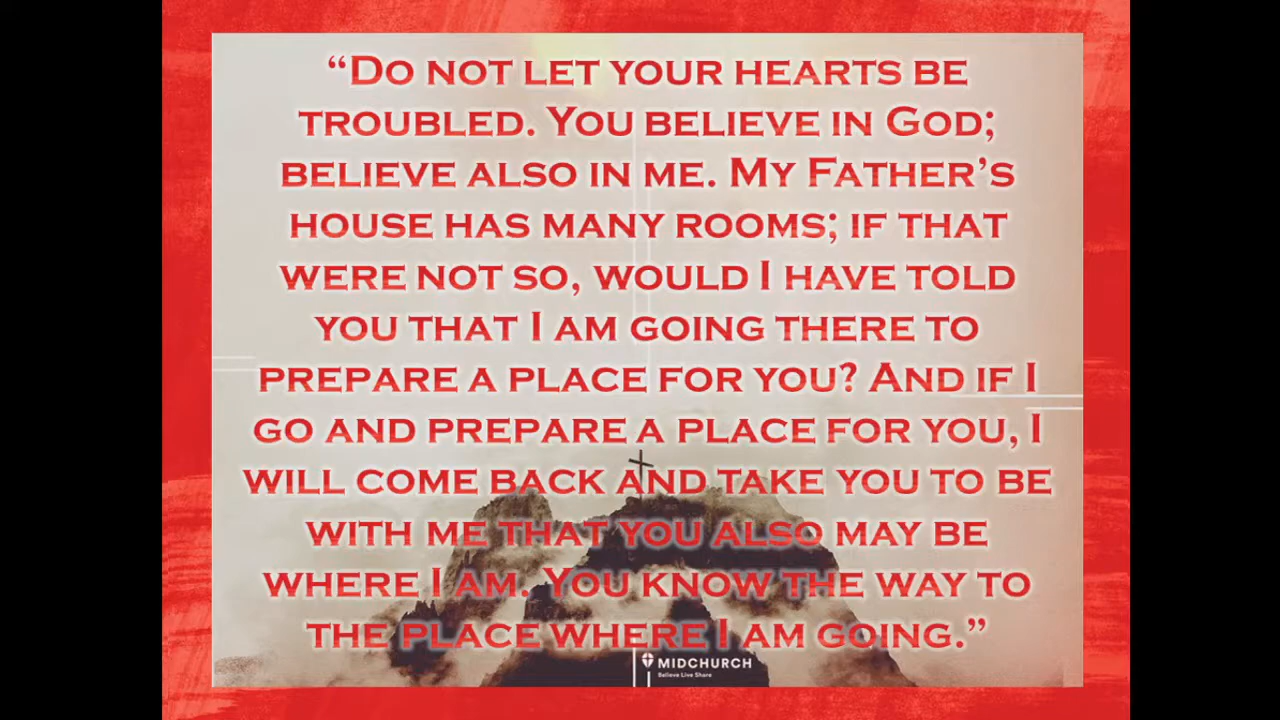 “Do not let your hearts be
troubled. You believe in God;
believe also in me. My Father’s
house has many rooms; if that
were not so, would I have told
you that I am going there to
prepare a place for you? And if I
go and prepare a place for you, I
will come back and take you to be
with me that you also may be
where I am. You know the way to
the place where I am going.”
MIDCHURCH
Believe Live Share